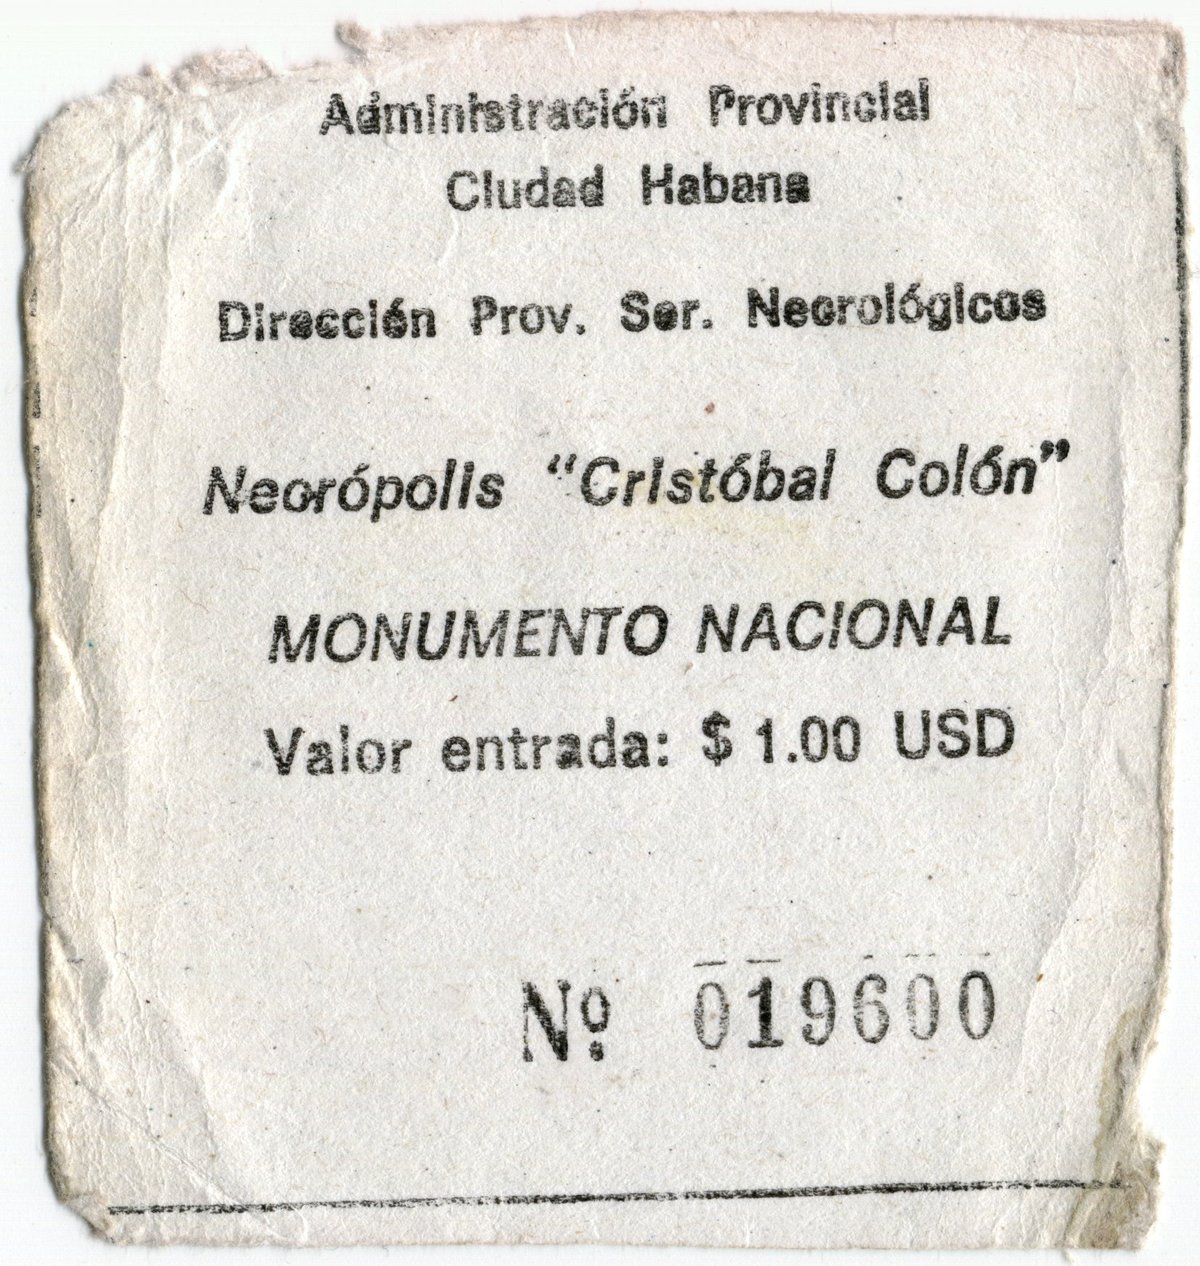 Administración Provincial
Ciudad Habana
Dirección Prov. Ser. Necrológicos
Necrópolis “Cristóbal Colón”
MONUMENTO NACIONAL
Valor entrada: $ 1.00 USD
Nº 019600